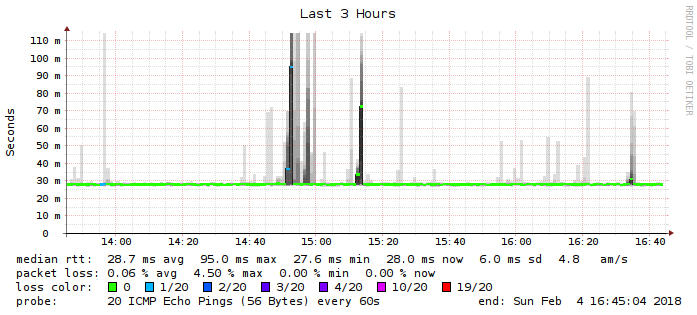 Last 3 Hours
RRDTOOL / TOBI OETIKER
Seconds
110 m
100 m
90 m
80 m
70 m
60 m
50 m
40 m
30 m
20 m
10 m
0
14:00 14:20 14:40 15:00 15:20 15:40 16:00 16:20 16:40
median rtt: 28.7 ms avg 95.0 ms max 27.6 ms min 28.0 ms now 6.0 ms sd 4.8 am/s
packet loss: 0.06 % avg 4.50 % max 0.00 % min 0.00 % now
loss color: 0 1/20 2/20 3/20 4/20 10/20 19/20
probe: 20 ICMP Echo Pings (56 Bytes) every 60s end: Sun Feb 4 16:45:04 2018